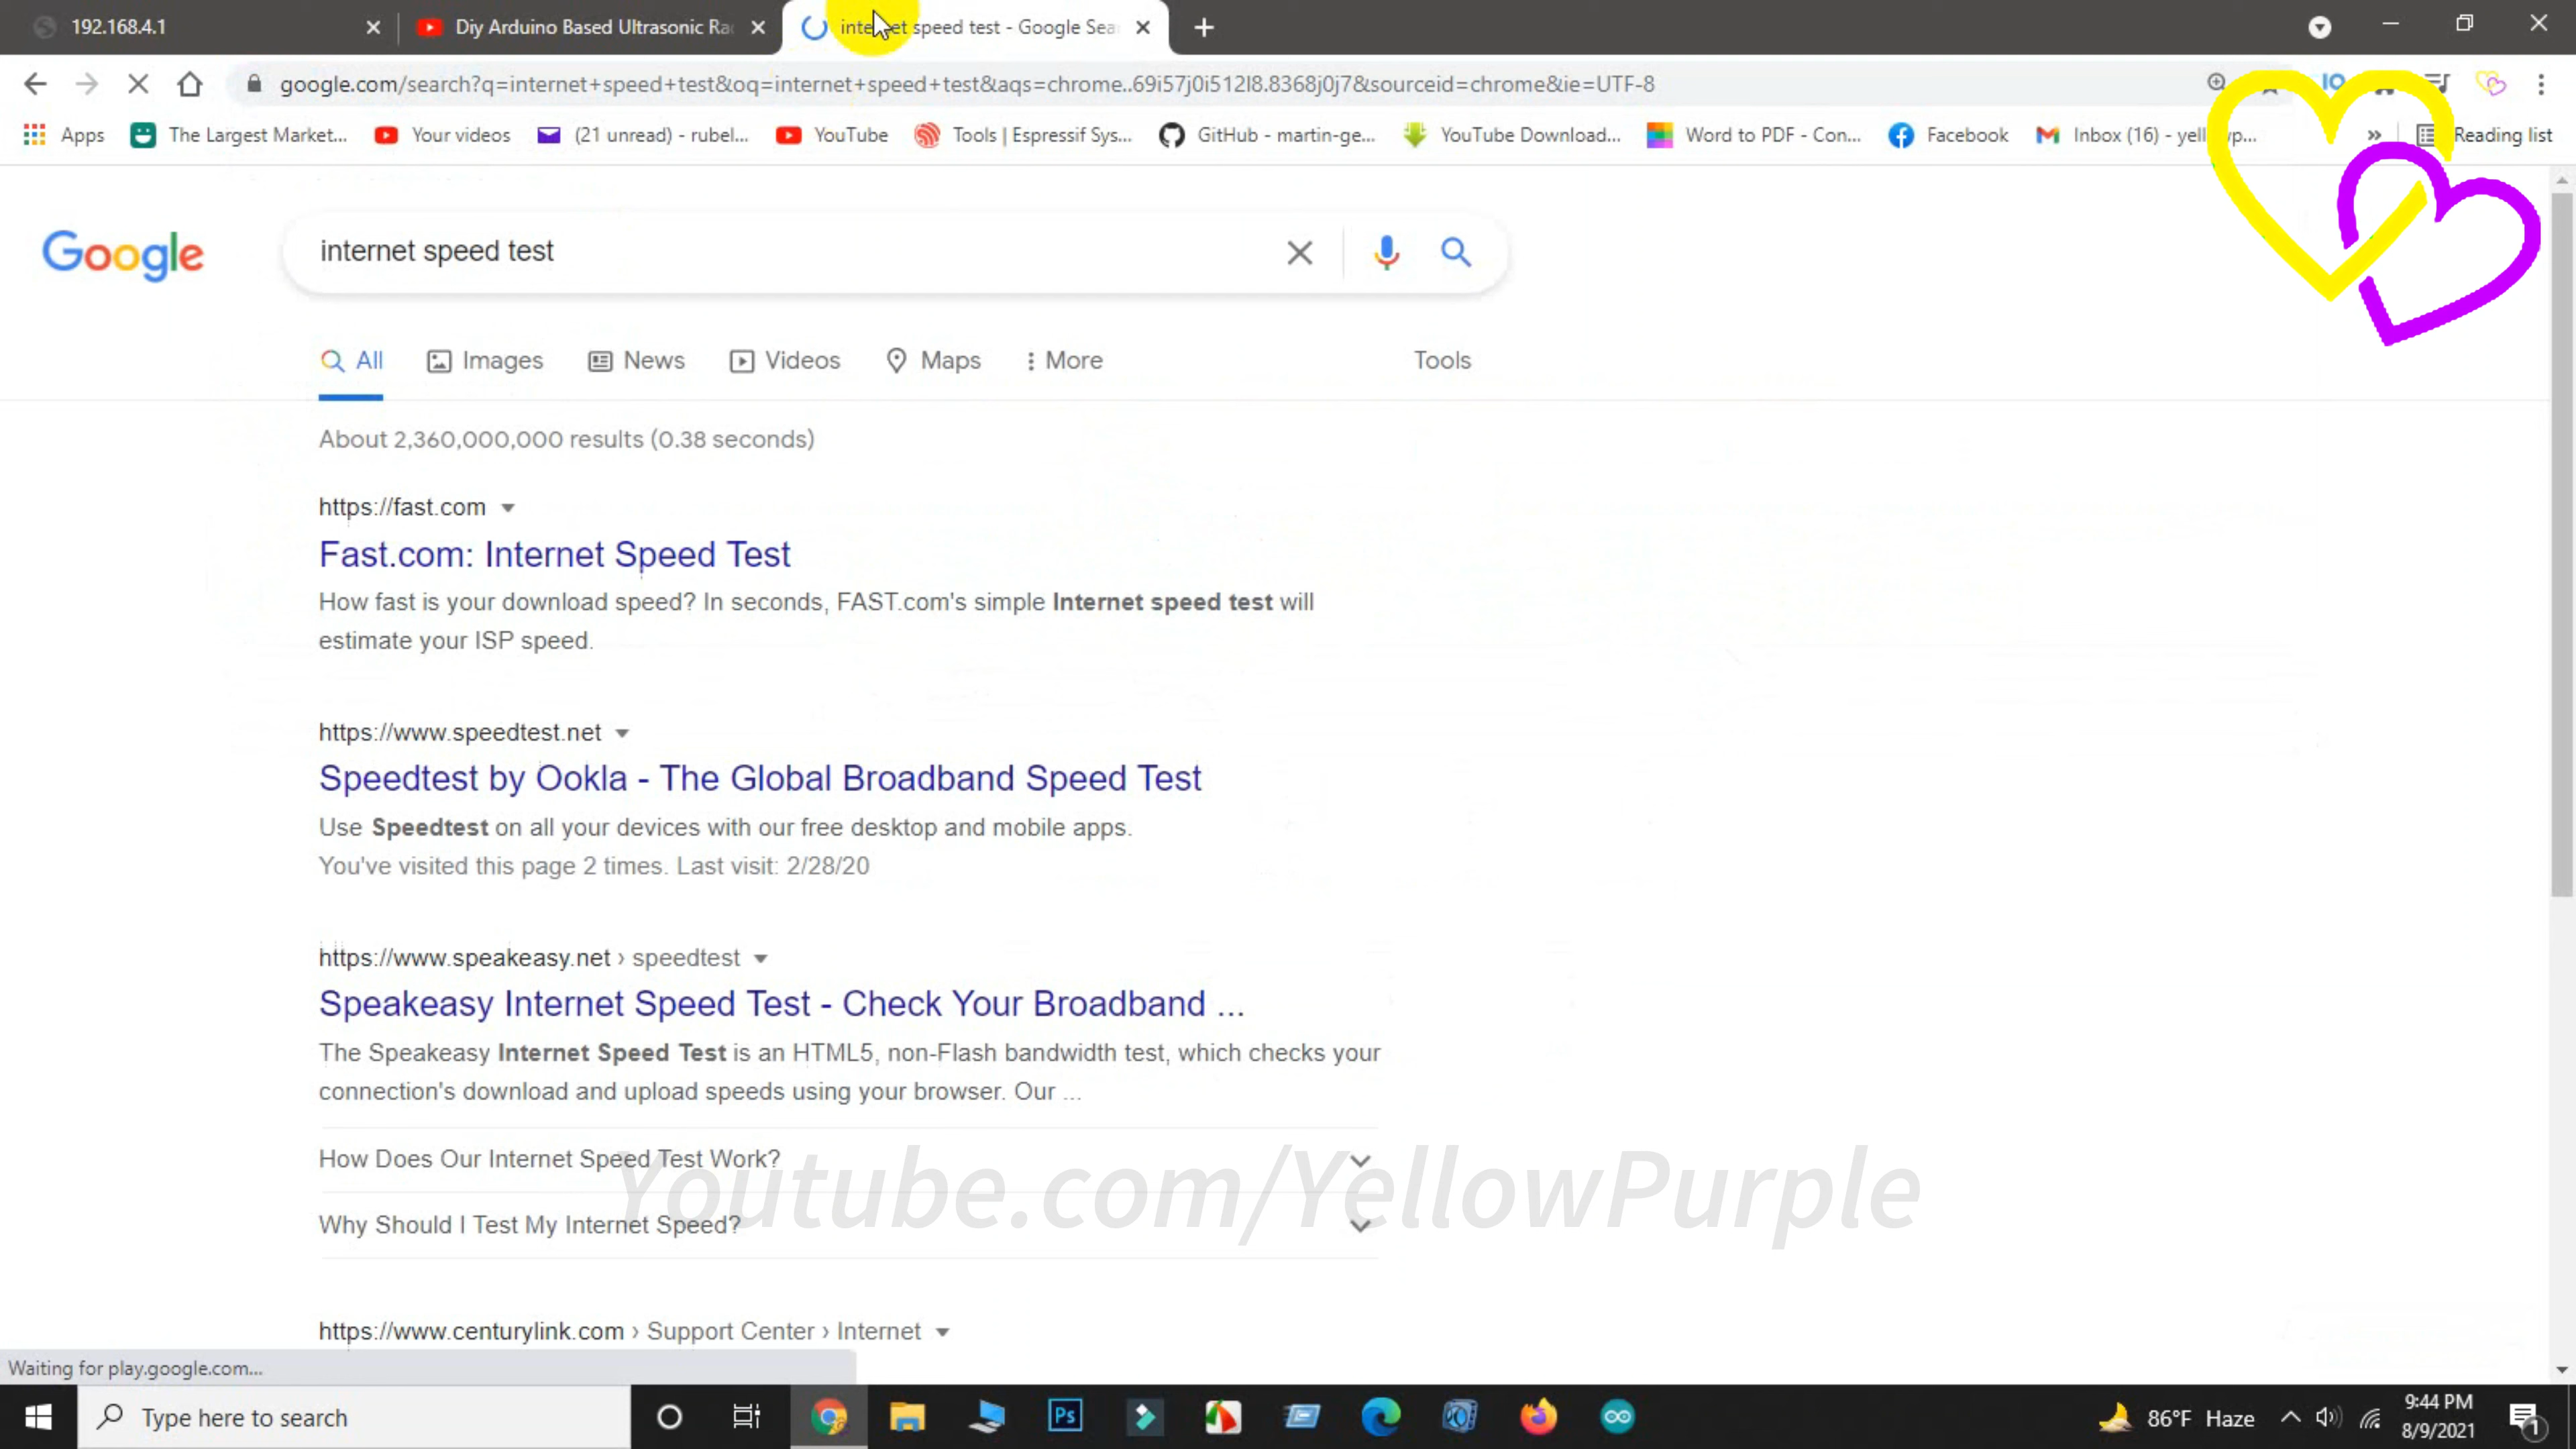 192.168.4.1
Diy Arduino Based Ultrasonic Ra
internet speed test - Google Sea
google.com/search?q=internet+speed+test&oq=internet+speed+test&aqs=chrome..69i57j0i512l8.8368j0j7&sourceid=chrome&ie=UTF-8
Apps
The Largest Market...
Your videos
(21 unread) - rubel...
YouTube
Tools | Espressif Sys...
GitHub - martin-ge...
YouTube Download...
Word to PDF - Con...
Facebook
Inbox (16) - yell
p...
»
Reading list
Google
internet speed test
All
Images
News
Videos
Maps
More
Tools
About 2,360,000,000 results (0.38 seconds)
https://fast.com
Fast.com: Internet Speed Test
How fast is your download speed? In seconds, FAST.com's simple Internet speed test will
estimate your ISP speed.
https://www.speedtest.net
Speedtest by Ookla - The Global Broadband Speed Test
Use Speedtest on all your devices with our free desktop and mobile apps.
You've visited this page 2 times. Last visit: 2/28/20
https://www.speakeasy.net › speedtest
Speakeasy Internet Speed Test - Check Your Broadband ...
The Speakeasy Internet Speed Test is an HTML5, non-Flash bandwidth test, which checks your
connection's download and upload speeds using your browser. Our ...
How Does Our Internet Speed Test Work?
Youtube.com/YellowPurple
Why Should I Test My Internet Speed?
https://www.centurylink.com › Support Center › Internet
Waiting for play.google.com...
Type here to search
Ps
86°F Haze
9:44 PM
8/9/2021
1